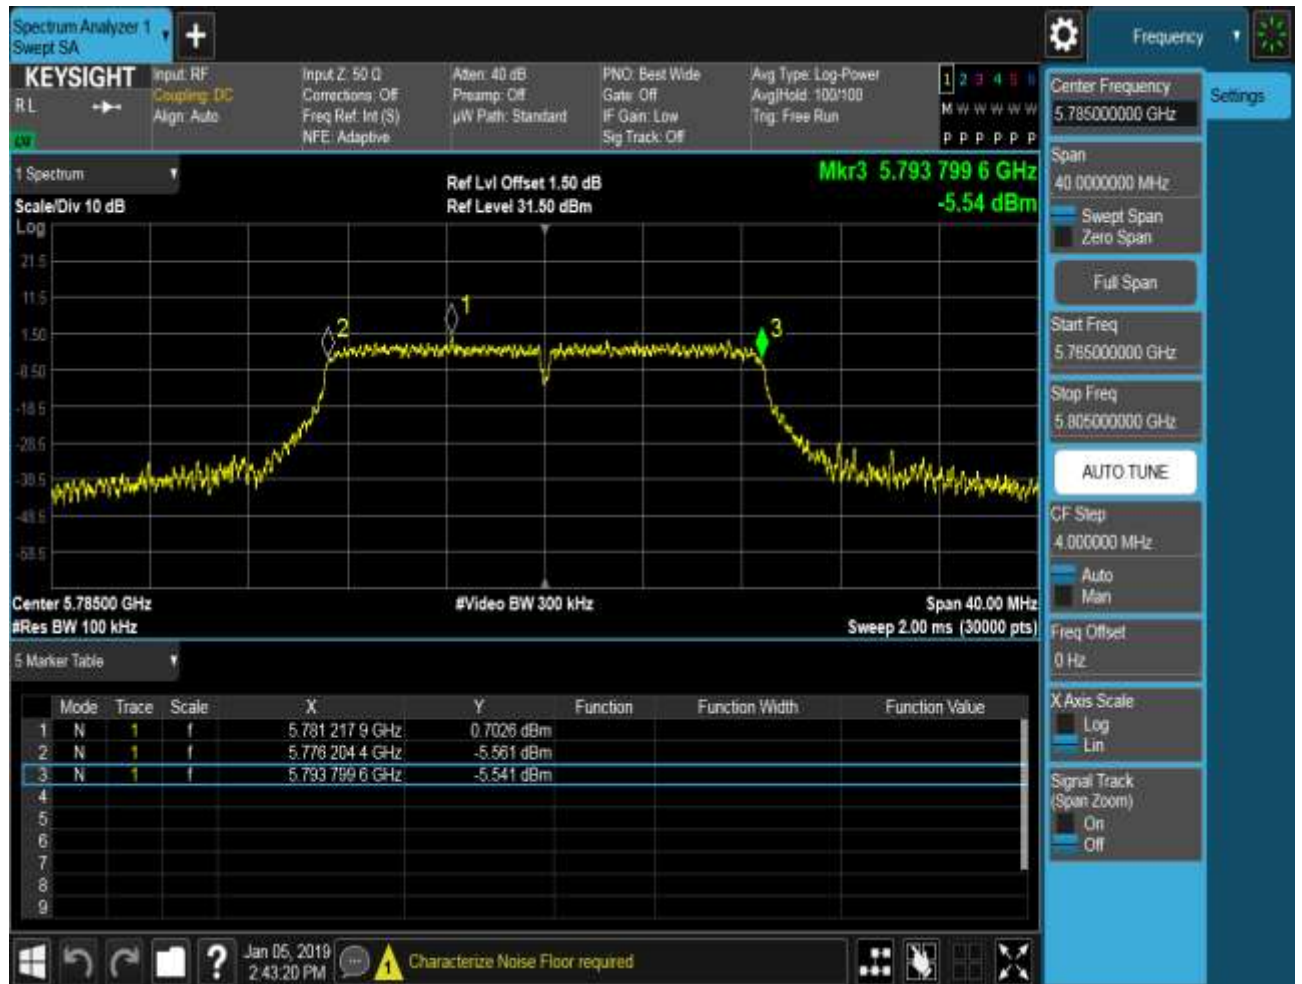 Spectrum Analyzer 1
Swept SA
+
Frequency
KEYSIGHT
RL
Input: RF
Coupling: DC
Align: Auto
Input Z: 50 Ω
Corrections: Off
Freq Ref: Int (S)
NFE: Adaptive
Atten: 40 dB
Preamp: Off
µW Path: Standard
PNO: Best Wide
Gate: Off
IF Gain: Low
Sig Track: Off
Avg Type: Log-Power
Avg|Hold: 100/100
Trig: Free Run
1 2 3 4 5 6
M W W W W W
P P P P P P
1 Spectrum
Scale/Div 10 dB
Ref Lvl Offset 1.50 dB
Ref Level 31.50 dBm
Mkr3 5.793 799 6 GHz
-5.54 dBm
Log
21.5
11.5
1.50
-8.50
-18.5
-28.5
-38.5
-48.5
-58.5
1
2
3
Center 5.78500 GHz
#Video BW 300 kHz
Span 40.00 MHz
#Res BW 100 kHz
Sweep 2.00 ms (30000 pts)
5 Marker Table
Mode Trace Scale X Y Function Function Width Function Value
1 N 1 f 5.781 217 9 GHz 0.7026 dBm
2 N 1 f 5.776 204 4 GHz -5.561 dBm
3 N 1 f 5.793 799 6 GHz -5.541 dBm
4
5
6
7
8
9
Settings
Center Frequency
5.785000000 GHz
Span
40.0000000 MHz
Swept Span
Zero Span
Full Span
Start Freq
5.765000000 GHz
Stop Freq
5.805000000 GHz
AUTO TUNE
CF Step
4.000000 MHz
Auto
Man
Freq Offset
0 Hz
X Axis Scale
Log
Lin
Signal Track
(Span Zoom)
On
Off
?
Jan 05, 2019
2:43:20 PM
1
Characterize Noise Floor required